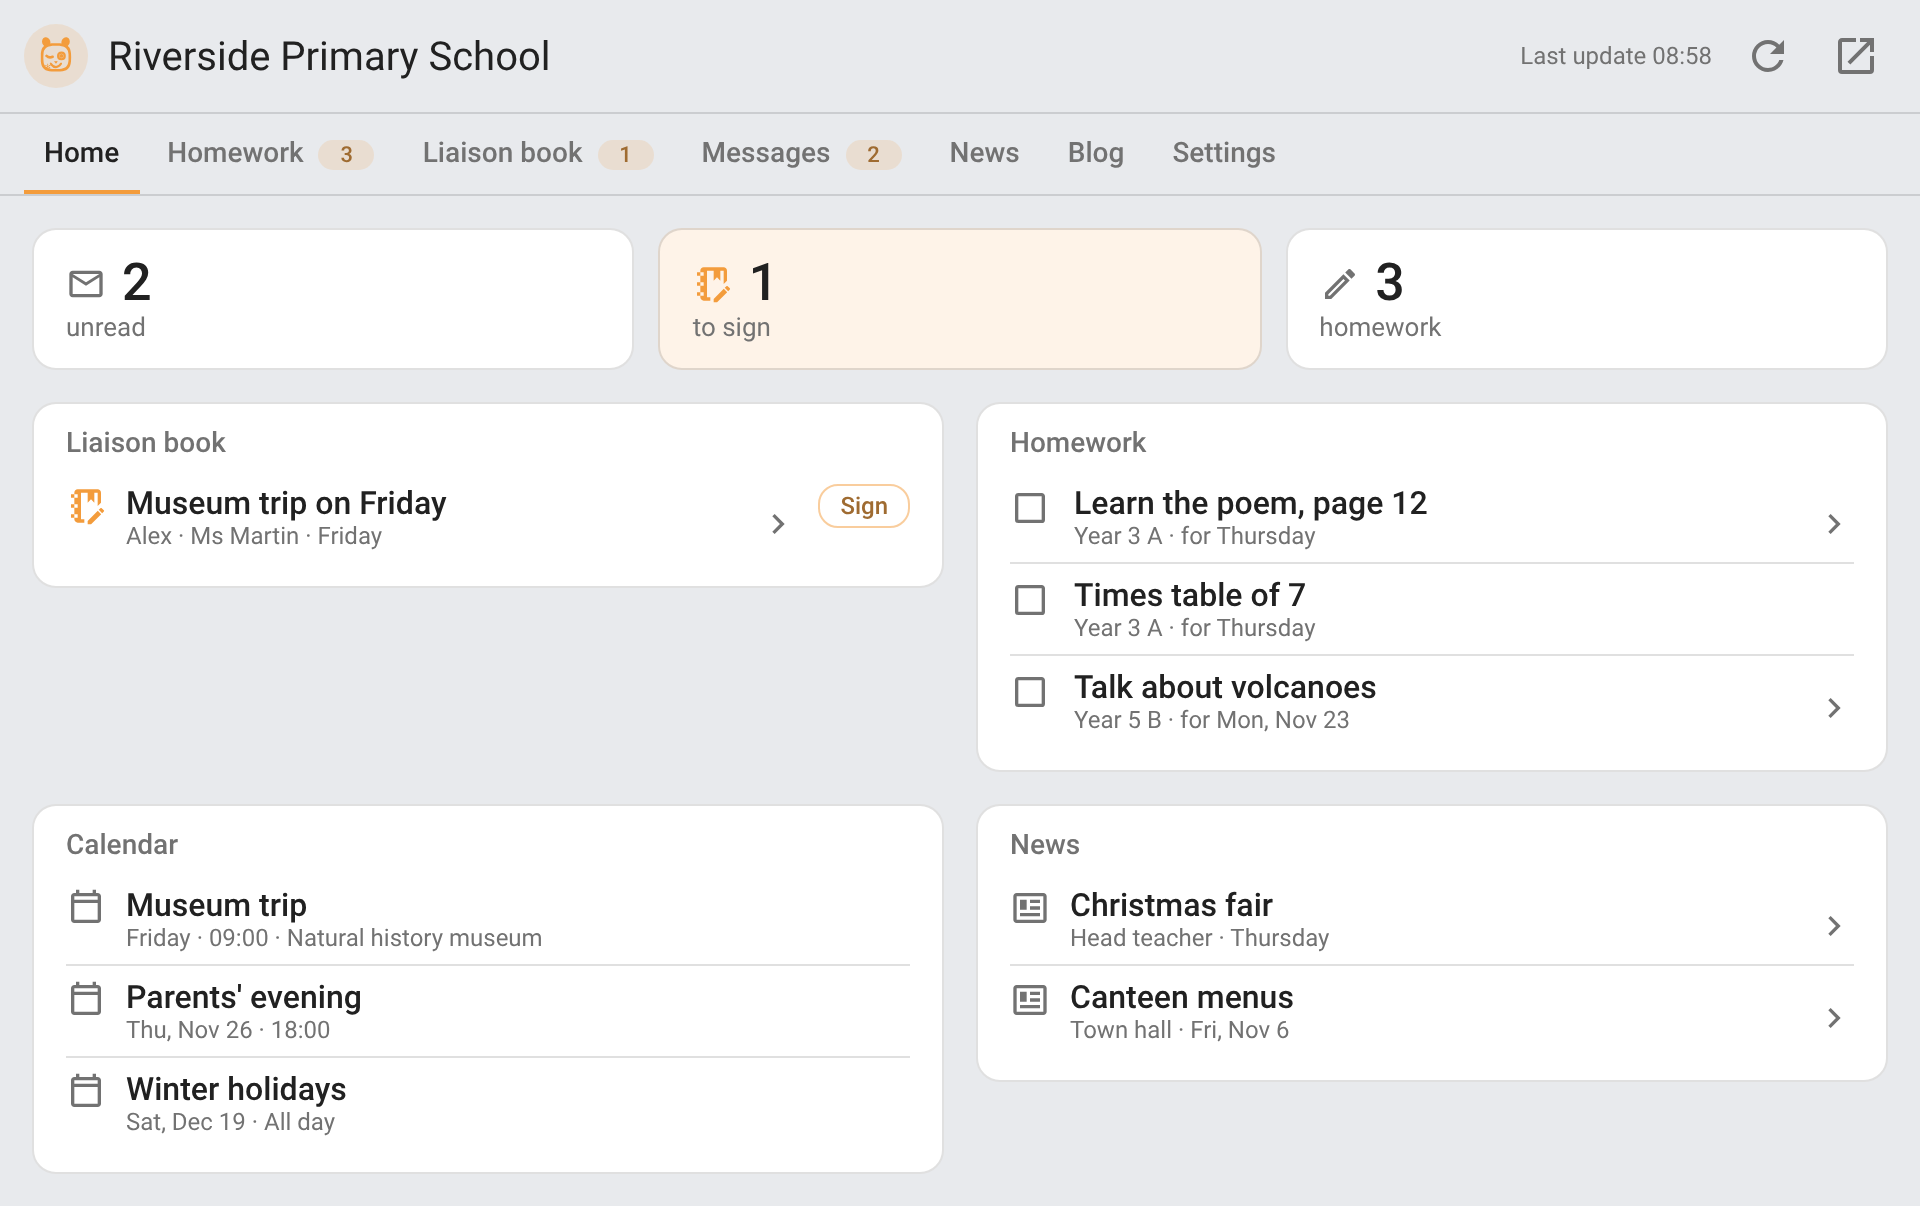 Riverside Primary School
Last update 08:58
Home
Homework 3
Liaison book 1
Messages 2
News
Blog
Settings
2
unread
1
to sign
3
homework
Liaison book
Museum trip on Friday
Alex · Ms Martin · Friday
Sign
Homework
Learn the poem, page 12
Year 3 A · for Thursday
Times table of 7
Year 3 A · for Thursday
Talk about volcanoes
Year 5 B · for Mon, Nov 23
Calendar
Museum trip
Friday · 09:00 · Natural history museum
Parents' evening
Thu, Nov 26 · 18:00
Winter holidays
Sat, Dec 19 · All day
News
Christmas fair
Head teacher · Thursday
Canteen menus
Town hall · Fri, Nov 6